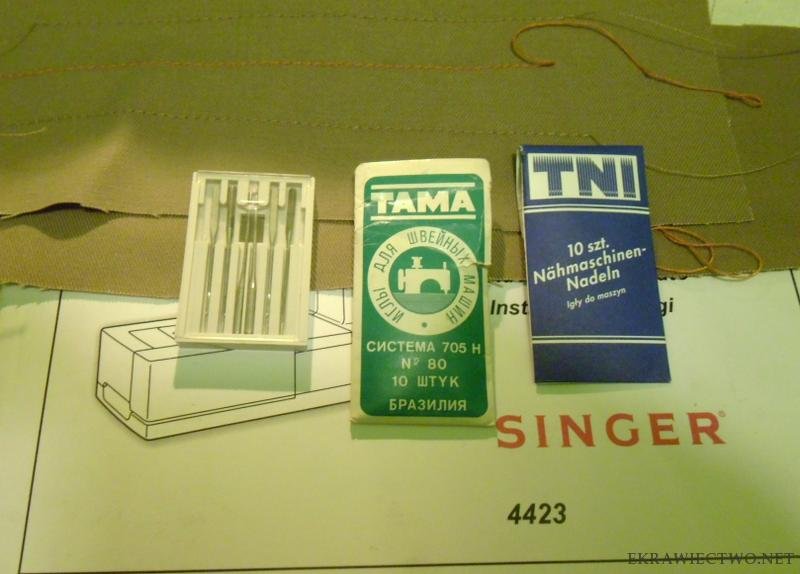 TAMA
ИГЛЫ ДЛЯ ШВЕЙНЫХ МАШИН
СИСТЕМА 705 Н
№ 80
10 ШТУК
БРАЗИЛИЯ
TNI
10 szt.
Nähmaschinen-
Nadeln
Igły do maszyn
SINGER®
4423
EKRAWIECTWO.NET